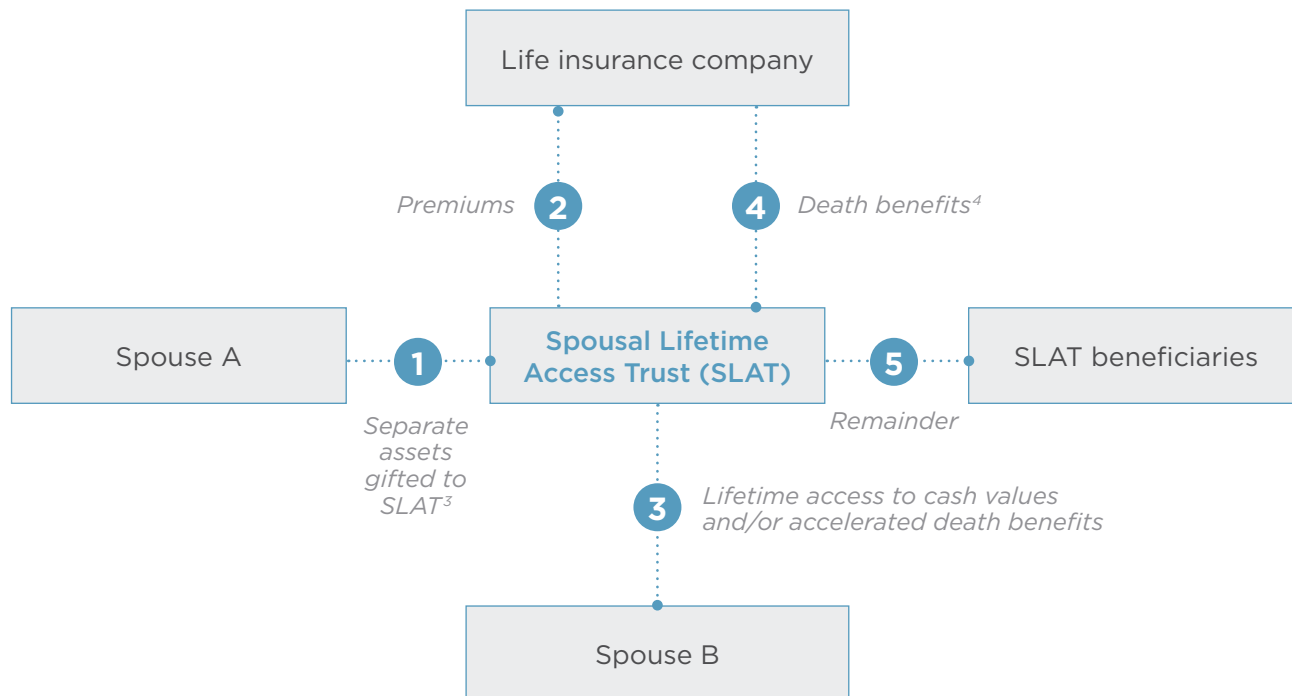 Life insurance company
Premiums
2
4
Death benefits⁴
Spouse A
1
Spousal Lifetime
Access Trust (SLAT)
5
SLAT beneficiaries
Separate
assets
gifted to
SLAT³
Remainder
3
Lifetime access to cash values
and/or accelerated death benefits
Spouse B